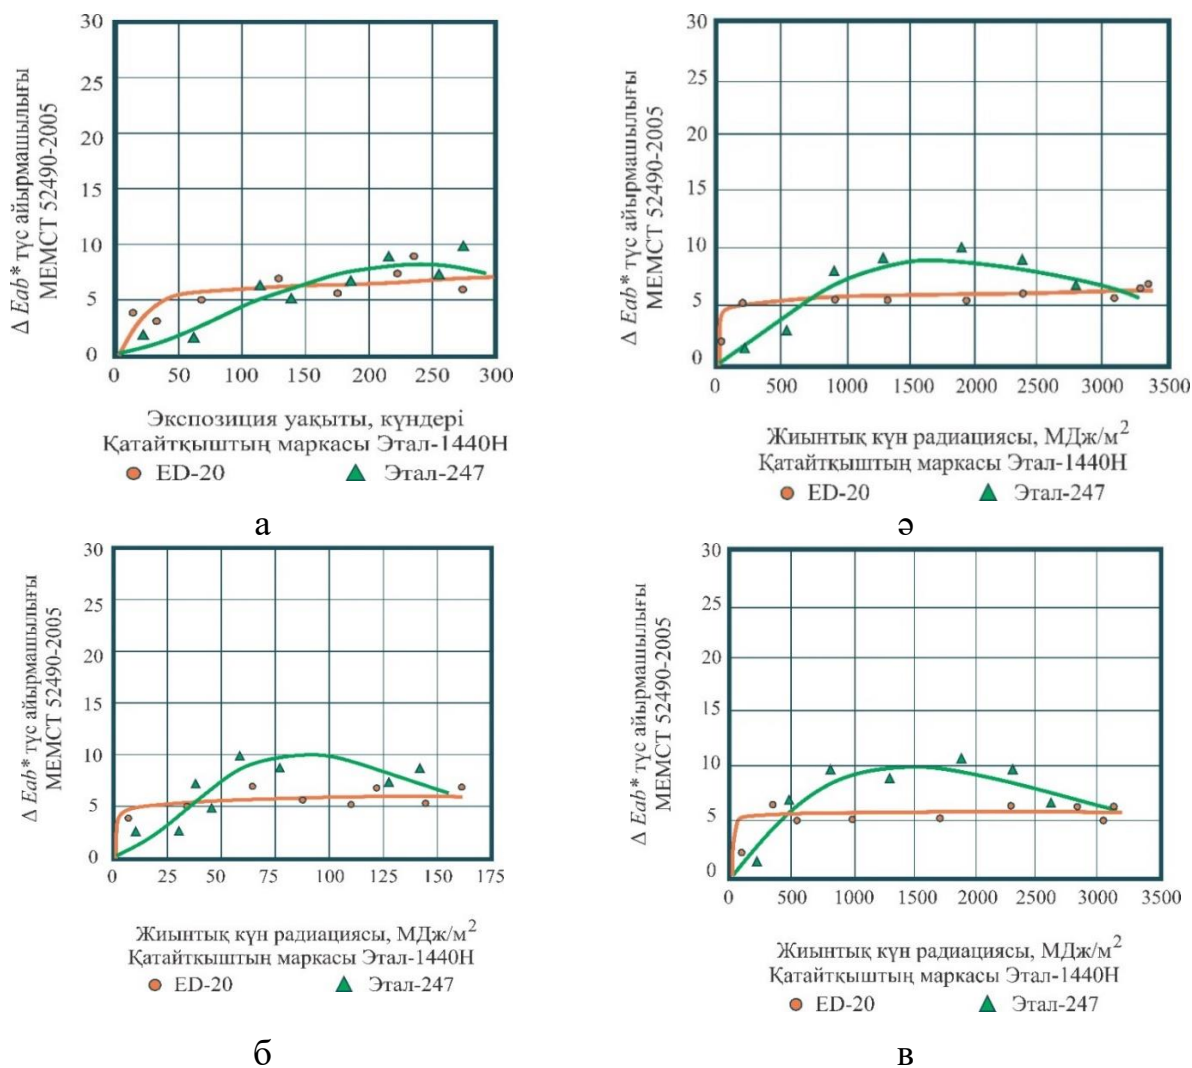 Δ Eab* түс айырмашылығы
МЕМСТ 52490-2005
30
25
20
15
10
5
0
0 50 100 150 200 250 300
Экспозиция уақыты, күндері
Қатайтқыштың маркасы Этал-1440Н
ED-20 Этал-247
а
Δ Eab* түс айырмашылығы
МЕМСТ 52490-2005
30
25
20
15
10
5
0
0 500 1000 1500 2000 2500 3000 3500
Жиынтық күн радиациясы, МДж/м²
Қатайтқыштың маркасы Этал-1440Н
ED-20 Этал-247
ә
Δ Eab* түс айырмашылығы
МЕМСТ 52490-2005
30
25
20
15
10
5
0
0 25 50 75 100 125 150 175
Жиынтық күн радиациясы, МДж/м²
Қатайтқыштың маркасы Этал-1440Н
ED-20 Этал-247
б
Δ Eab* түс айырмашылығы
МЕМСТ 52490-2005
30
25
20
15
10
5
0
0 500 1000 1500 2000 2500 3000 3500
Жиынтық күн радиациясы, МДж/м²
Қатайтқыштың маркасы Этал-1440Н
ED-20 Этал-247
в